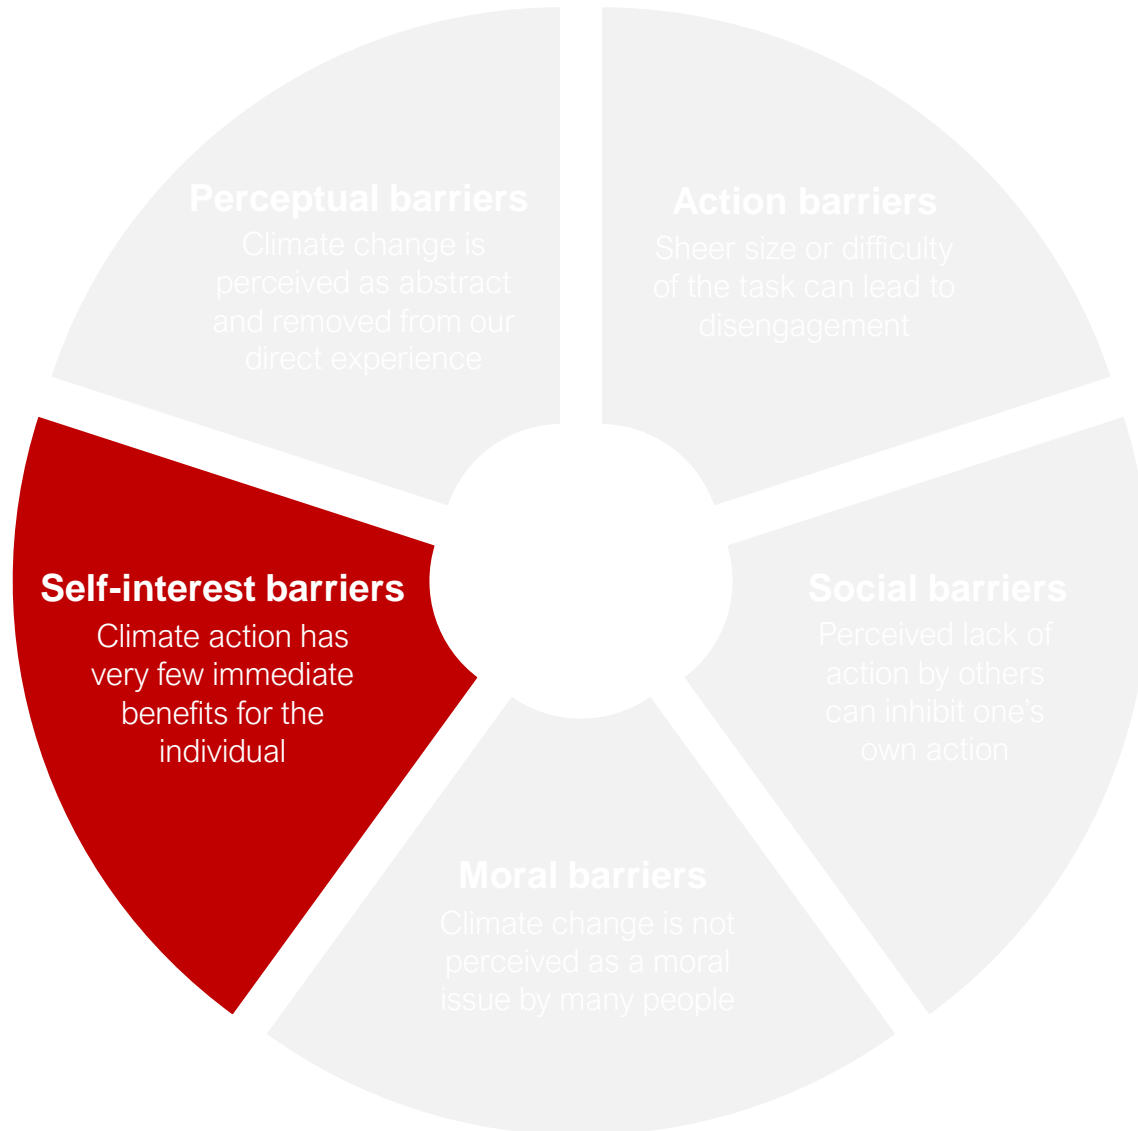 Perceptual barriers
Climate change is
perceived as abstract
and removed from our
direct experience
Action barriers
Sheer size or difficulty
of the task can lead to
disengagement
Self-interest barriers
Climate action has
very few immediate
benefits for the
individual
Social barriers
Perceived lack of
action by others
can inhibit one's
own action
Moral barriers
Climate change is not
perceived as a moral
issue by many people